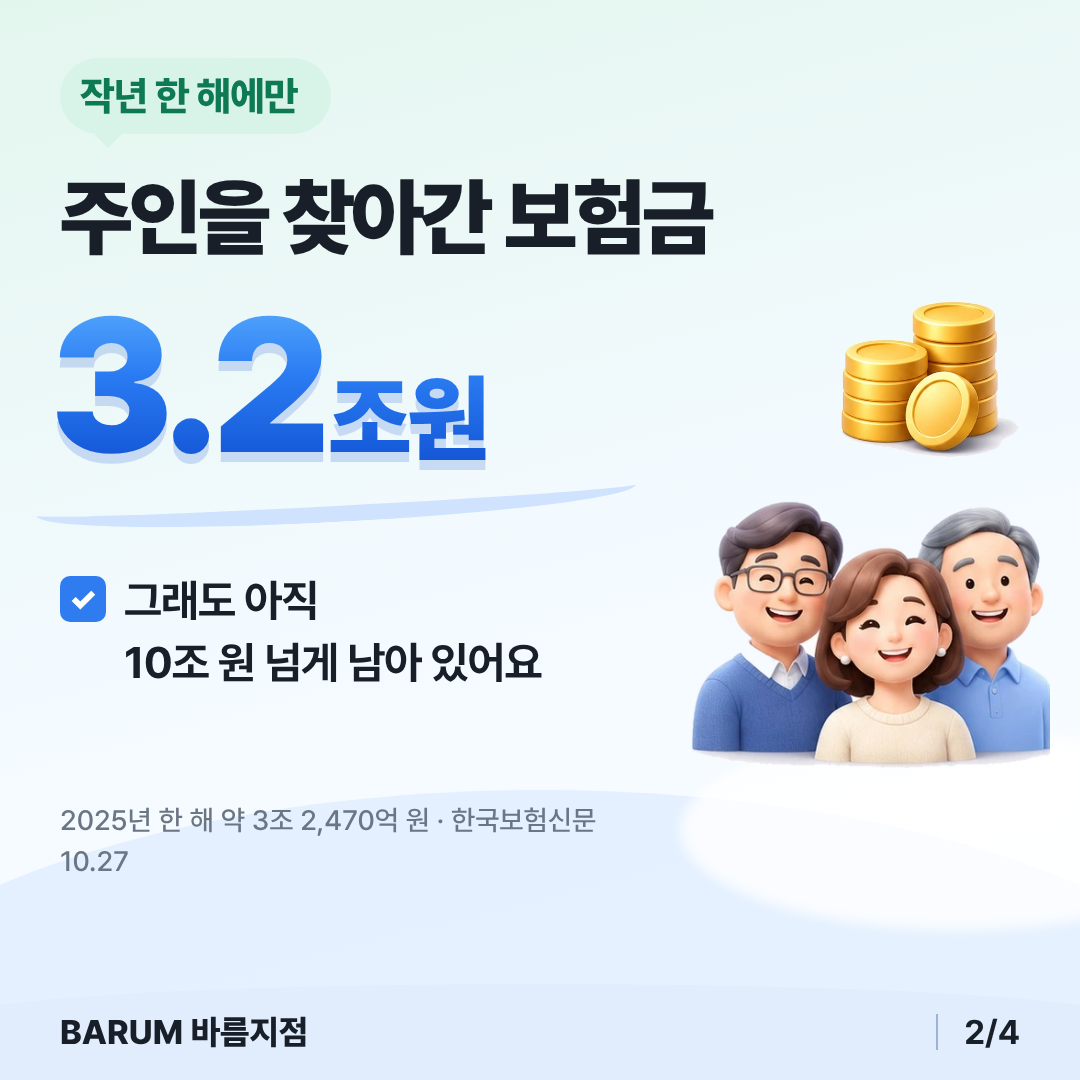 작년 한 해에만
주인을 찾아간 보험금
3.2조원
그래도 아직
10조 원 넘게 남아 있어요
2025년 한 해 약 3조 2,470억 원 · 한국보험신문
10.27
BARUM 바름지점
2/4